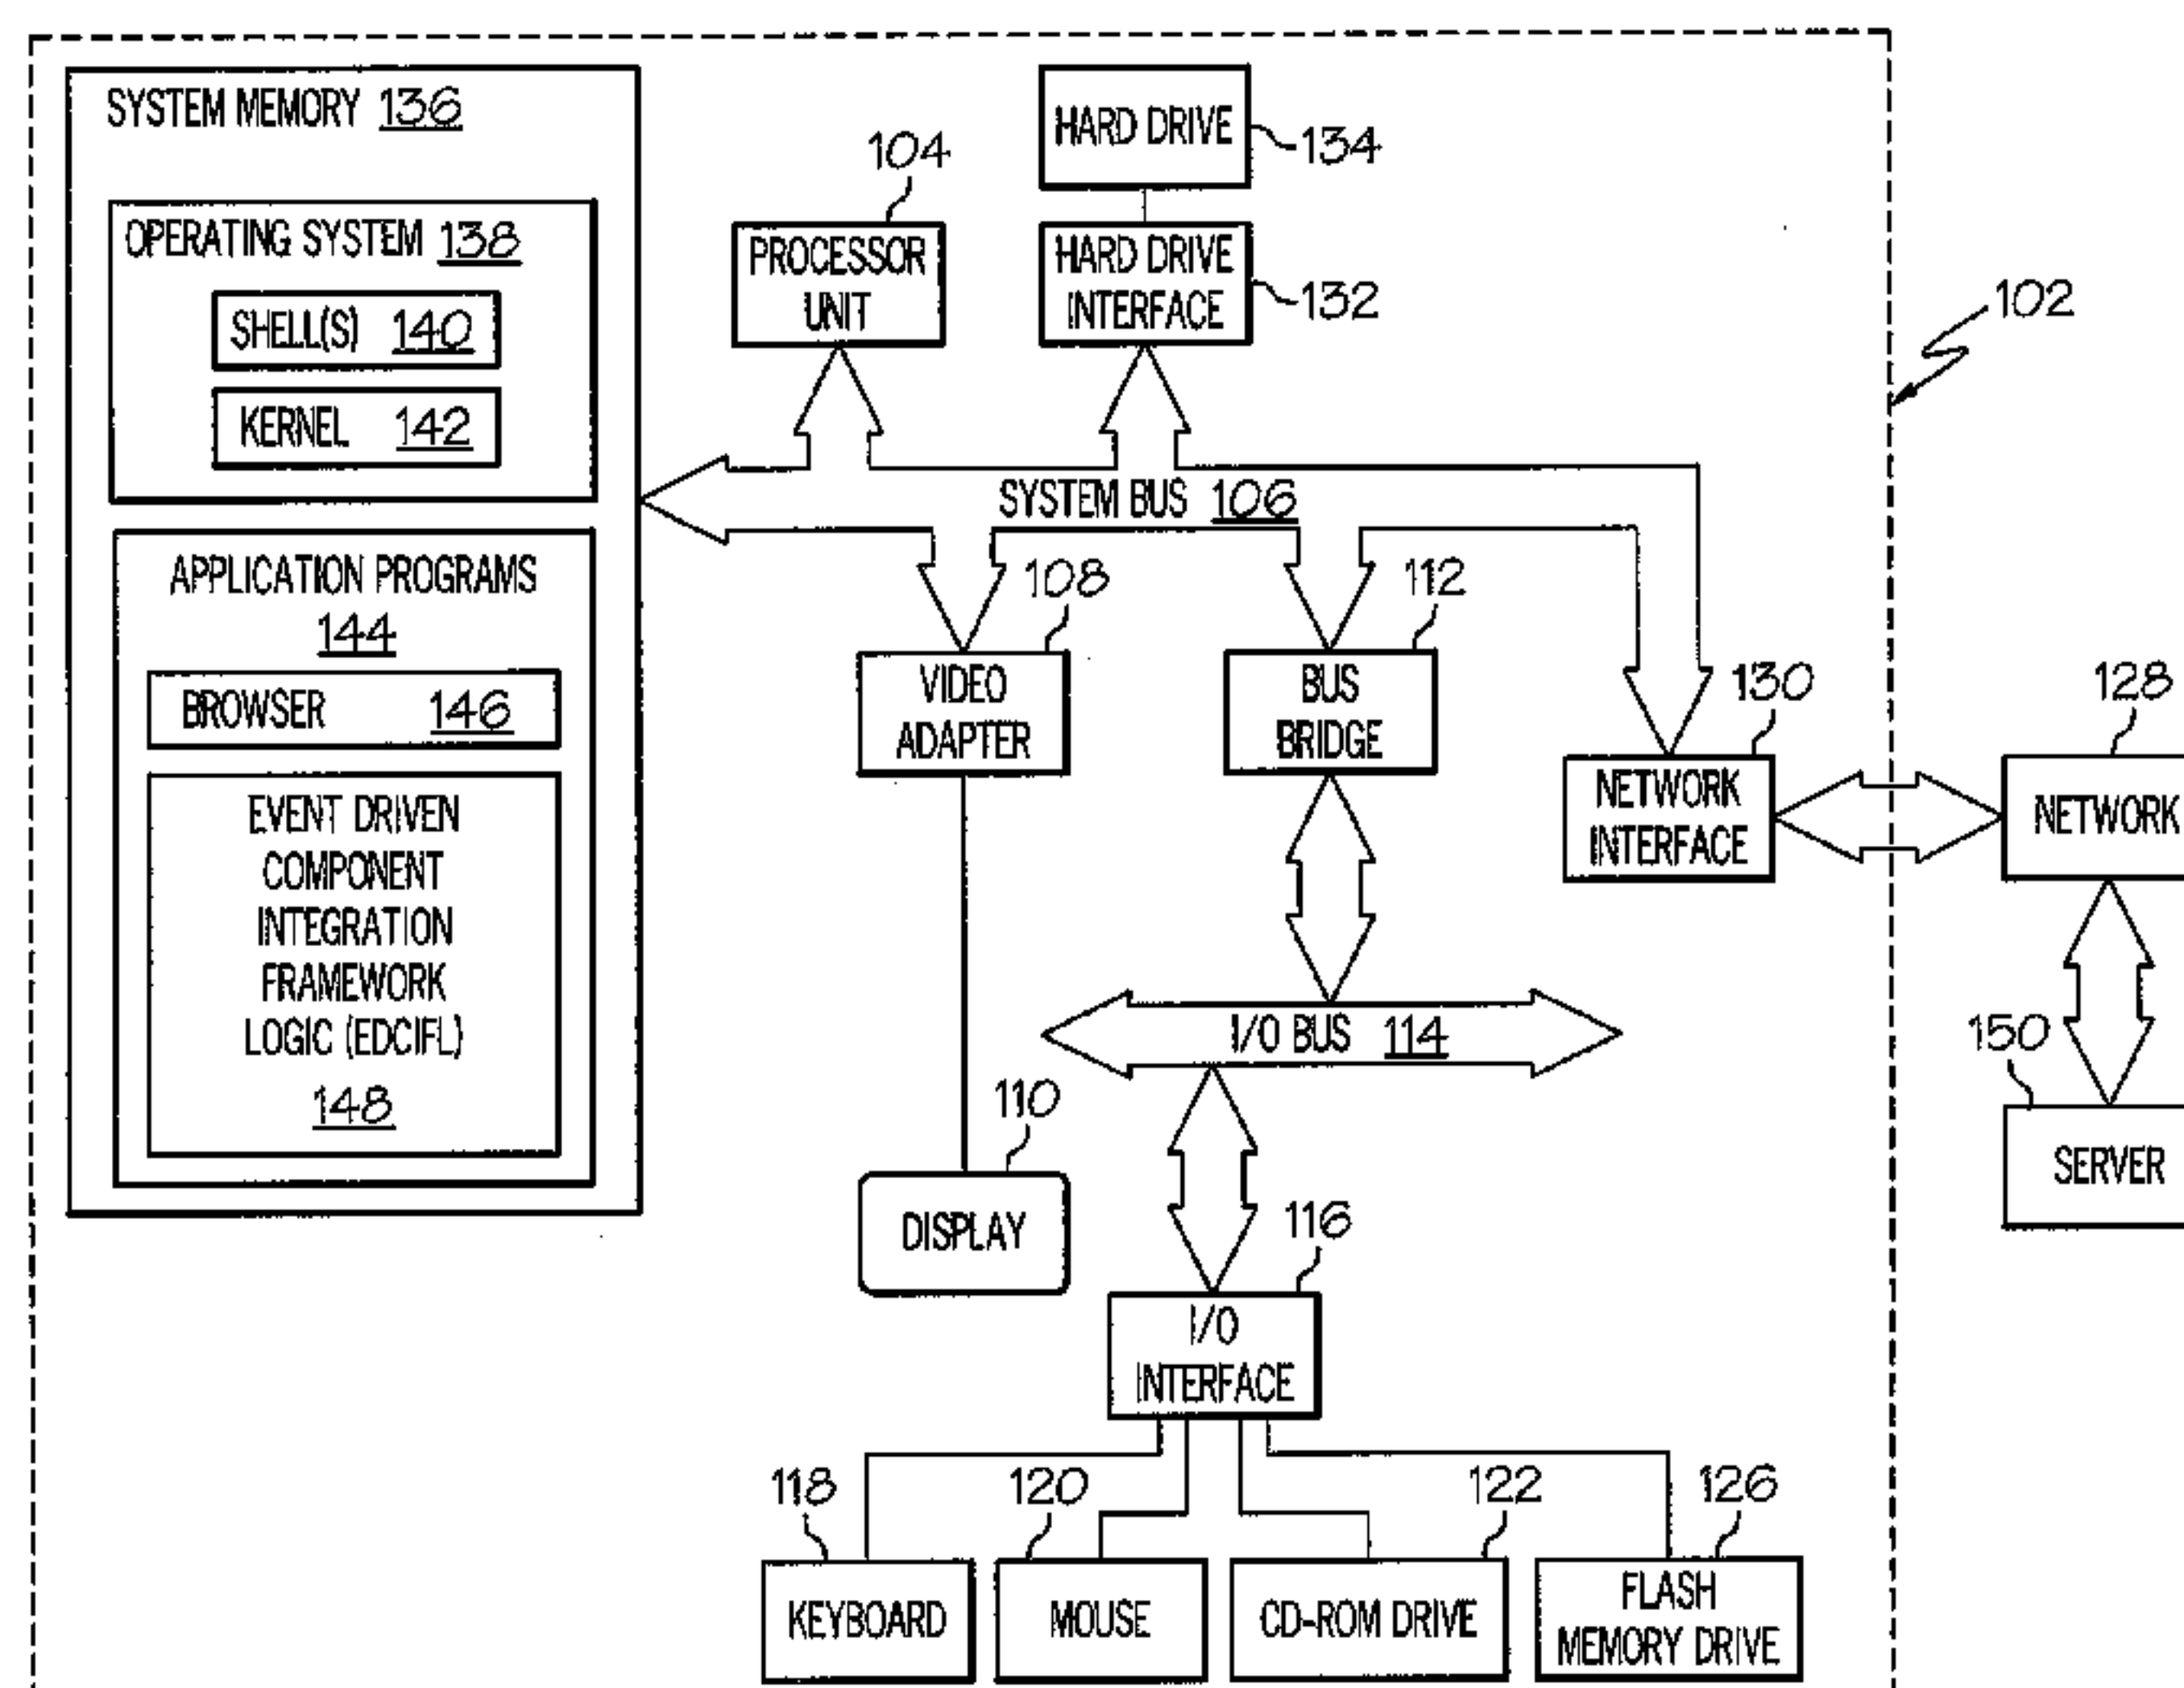 SYSTEM MEMORY 136
OPERATING SYSTEM 138
SHELL(S) 140
KERNEL 142
APPLICATION PROGRAMS
144
BROWSER 146
EVENT DRIVEN
COMPONENT
INTEGRATION
FRAMEWORK
LOGIC (EDCIFL)
148
104
PROCESSOR
UNIT
HARD DRIVE
134
HARD DRIVE
INTERFACE
132
102
SYSTEM BUS 106
108
VIDEO
ADAPTER
112
BUS
BRIDGE
130
NETWORK
INTERFACE
128
NETWORK
I/O BUS 114
150
SERVER
110
DISPLAY
116
I/O
INTERFACE
118
KEYBOARD
120
MOUSE
122
CD-ROM DRIVE
126
FLASH
MEMORY DRIVE